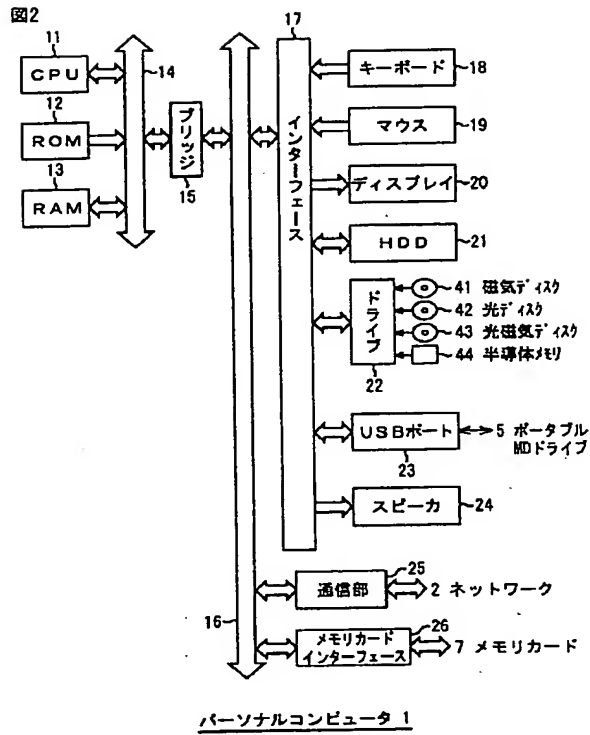 図2
11
CPU
12
ROM
13
RAM
14
ブリッジ
15
16
17
インターフェース
キーボード
18
マウス
19
ディスプレイ
20
HDD
21
ドライブ
22
41 磁気ディスク
42 光ディスク
43 光磁気ディスク
44 半導体メモリ
USBポート
23
5 ポータブル
MDドライブ
スピーカ
24
25
通信部
2 ネットワーク
26
メモリカード
インターフェース
7 メモリカード
パーソナルコンピュータ 1